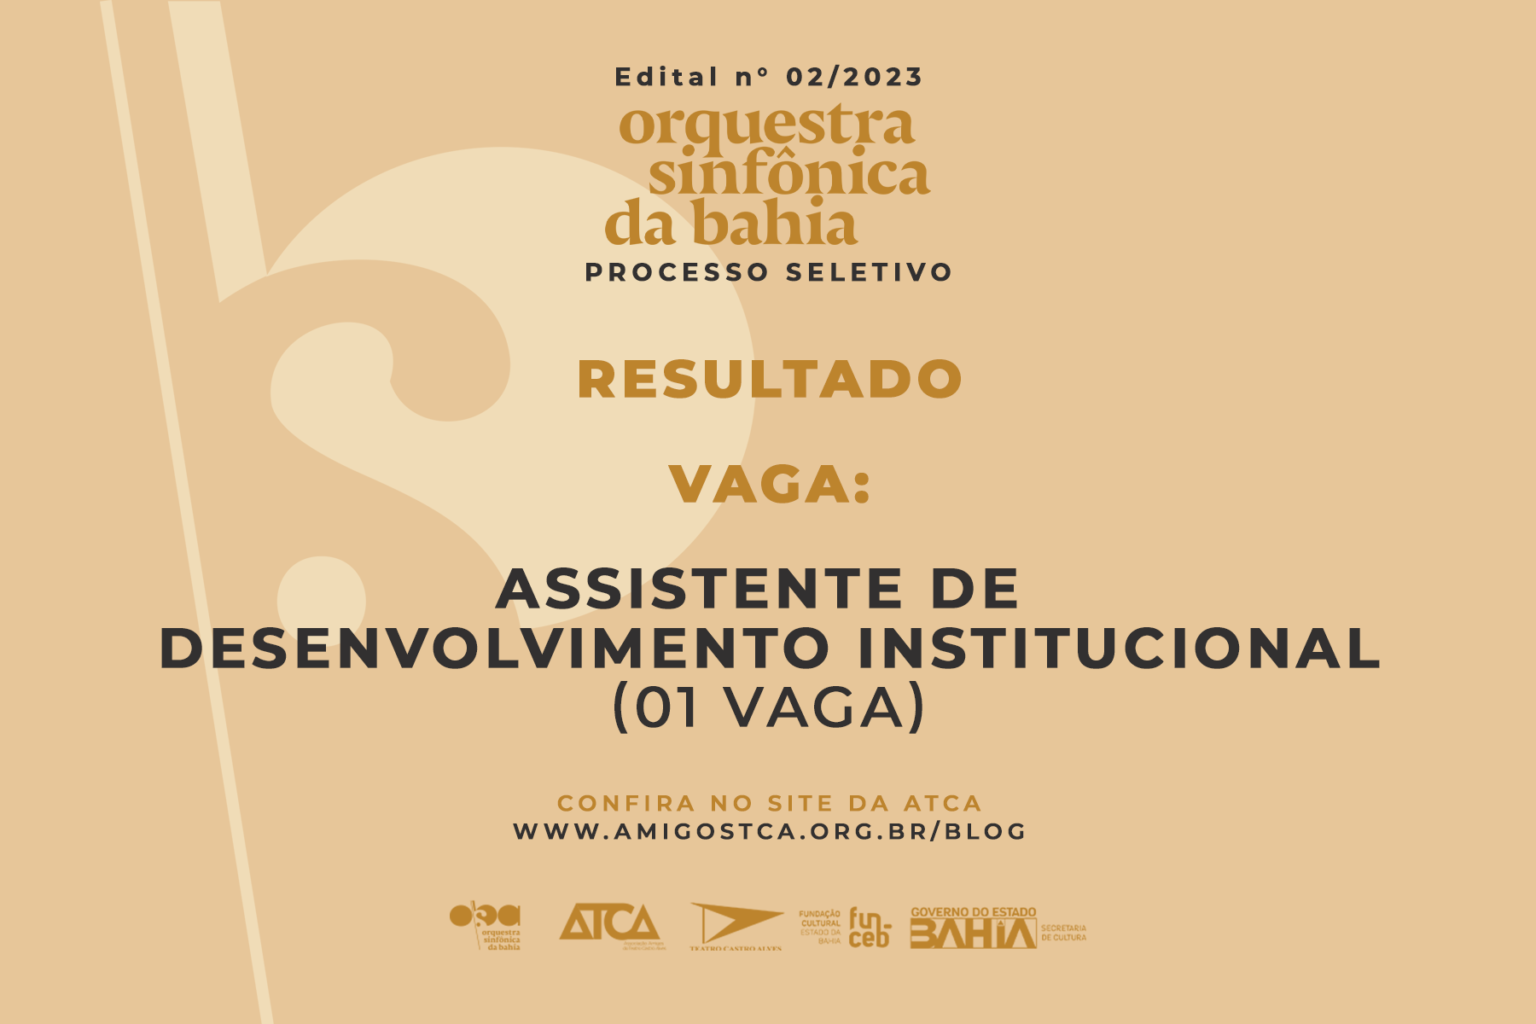 Edital nº 02/2023
orquestra
sinfônica
da bahia
PROCESSO SELETIVO
RESULTADO
VAGA:
ASSISTENTE DE
DESENVOLVIMENTO INSTITUCIONAL
(01 VAGA)
CONFIRA NO SITE DA ATCA
WWW.AMIGOSTCA.ORG.BR/BLOG
orquestra
sinfônica
da bahia
ATCA
TEATRO CASTRO ALVES
FUNDAÇÃO
CULTURAL
ESTADO DA
BAHIA
fun-
ceb
GOVERNO DO ESTADO
BAHIA
SECRETARIA
DE CULTURA